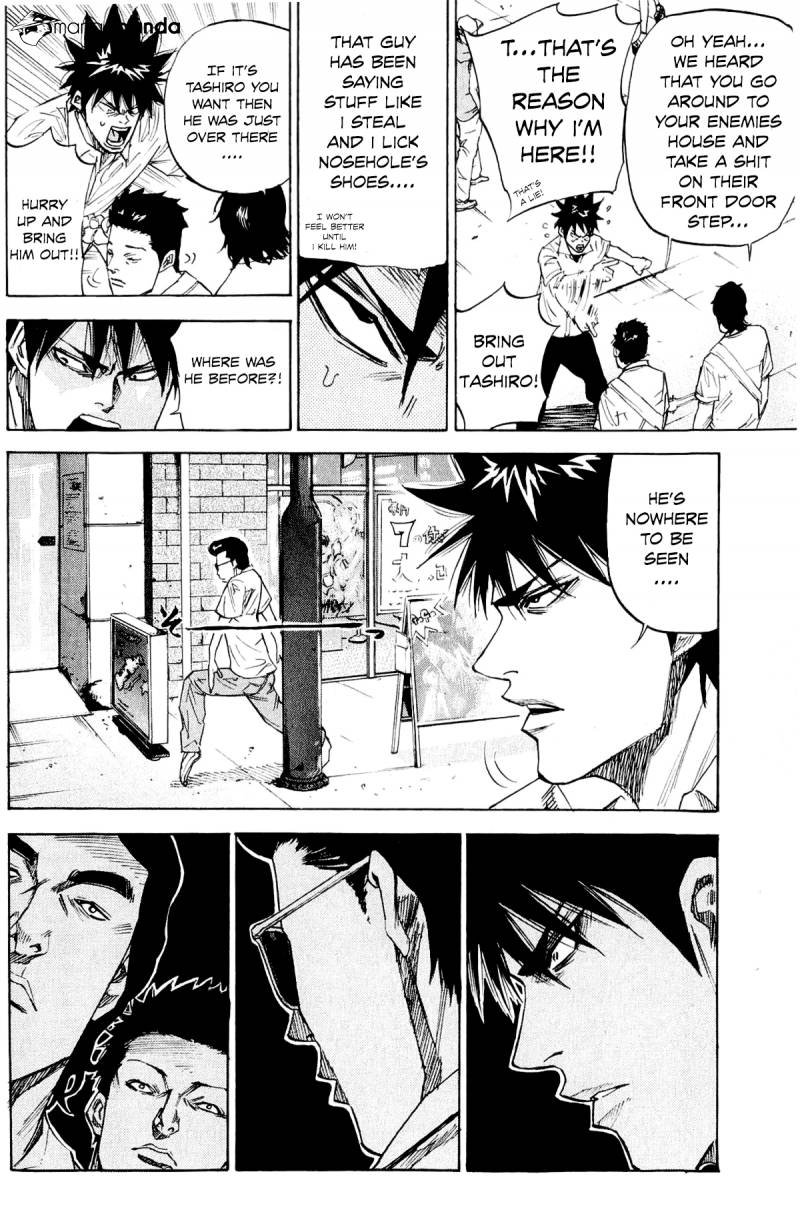 OH YEAH...
WE HEARD
THAT YOU GO
AROUND TO
YOUR ENEMIES
HOUSE AND
TAKE A SHIT
ON THEIR
FRONT DOOR
STEP...
T...THAT'S
THE
REASON
WHY I'M
HERE!!
THAT'S
A LIE!
BRING
OUT
TASHIRO!
THAT GUY
HAS BEEN
SAYING
STUFF LIKE
I STEAL
AND I LICK
NOSEHOLE'S
SHOES....
I WON'T
FEEL BETTER
UNTIL
I KILL HIM!
IF IT'S
TASHIRO YOU
WANT THEN
HE WAS JUST
OVER THERE
....
HURRY
UP AND
BRING
HIM OUT!!
WHERE WAS
HE BEFORE?!
HE'S
NOWHERE
TO BE
SEEN
....
そーっ